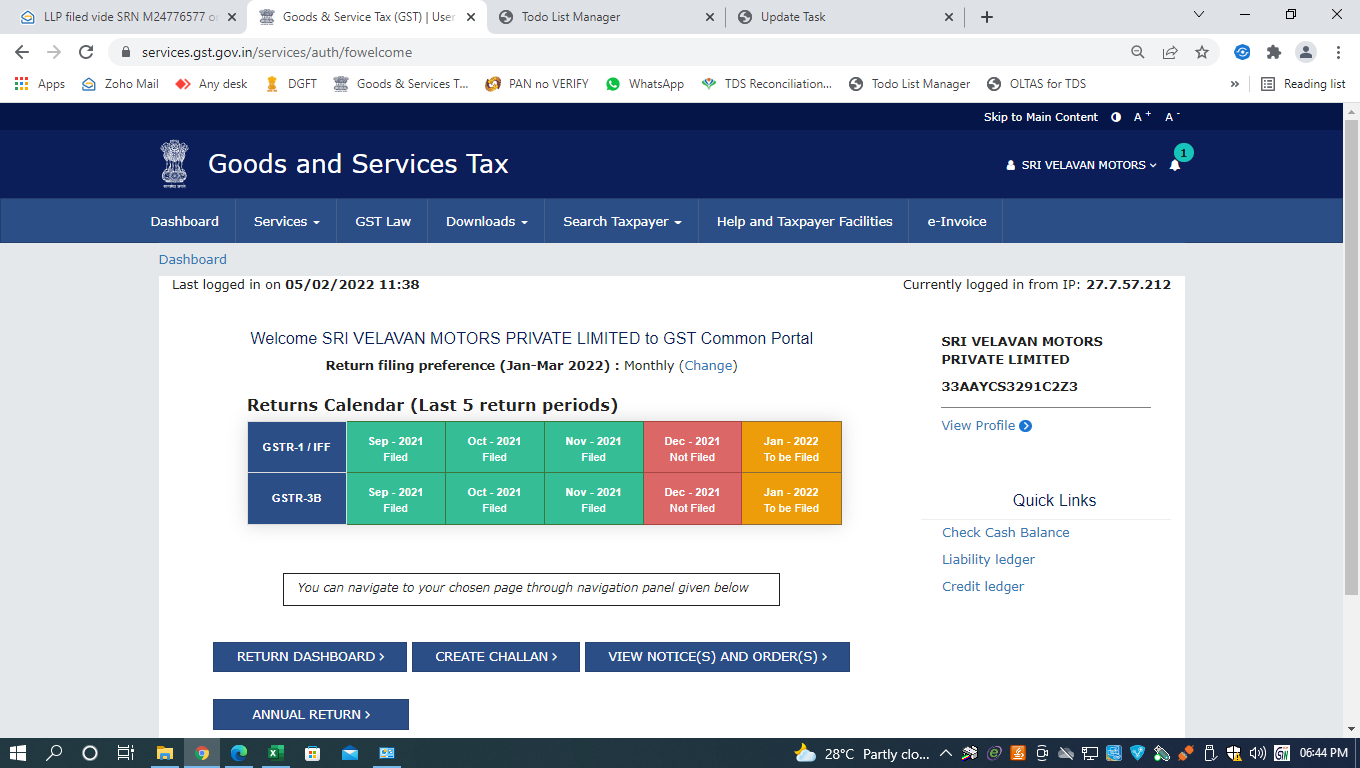 LLP filed vide SRN M24776577 or
Goods & Service Tax (GST) | User
Todo List Manager
Update Task
services.gst.gov.in/services/auth/fowelcome
Apps
Zoho Mail
Any desk
DGFT
Goods & Services T...
PAN no VERIFY
WhatsApp
TDS Reconciliation...
Todo List Manager
OLTAS for TDS
»
Reading list
Skip to Main Content
A+
A-
Goods and Services Tax
SRI VELAVAN MOTORS
1
Dashboard
Services
GST Law
Downloads
Search Taxpayer
Help and Taxpayer Facilities
e-Invoice
Dashboard
Last logged in on 05/02/2022 11:38
Currently logged in from IP: 27.7.57.212
Welcome SRI VELAVAN MOTORS PRIVATE LIMITED to GST Common Portal
Return filing preference (Jan-Mar 2022) : Monthly (Change)
SRI VELAVAN MOTORS
PRIVATE LIMITED
33AAYCS3291C2Z3
View Profile
Returns Calendar (Last 5 return periods)
GSTR-1 / IFF
Sep - 2021
Filed
Oct - 2021
Filed
Nov - 2021
Filed
Dec - 2021
Not Filed
Jan - 2022
To be Filed
GSTR-3B
Sep - 2021
Filed
Oct - 2021
Filed
Nov - 2021
Filed
Dec - 2021
Not Filed
Jan - 2022
To be Filed
Quick Links
Check Cash Balance
Liability ledger
Credit ledger
You can navigate to your chosen page through navigation panel given below
RETURN DASHBOARD >
CREATE CHALLAN >
VIEW NOTICE(S) AND ORDER(S) >
ANNUAL RETURN >
28°C Partly clo...
06:44 PM